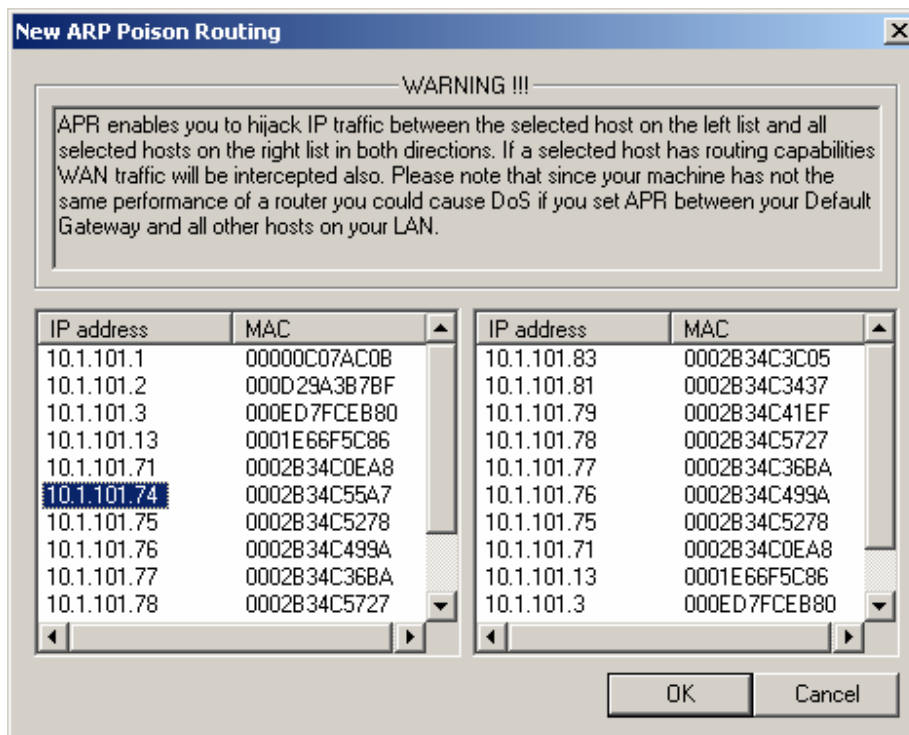 New ARP Poison Routing
WARNING !!!
APR enables you to hijack IP traffic between the selected host on the left list and all
selected hosts on the right list in both directions. If a selected host has routing capabilities
WAN traffic will be intercepted also. Please note that since your machine has not the
same performance of a router you could cause DoS if you set APR between your Default
Gateway and all other hosts on your LAN.
IP address MAC
10.1.101.1 00000C07AC0B
10.1.101.2 000D29A3B7BF
10.1.101.3 000ED7FCEB80
10.1.101.13 0001E66F5C86
10.1.101.71 0002B34C0EA8
10.1.101.74 0002B34C55A7
10.1.101.75 0002B34C5278
10.1.101.76 0002B34C499A
10.1.101.77 0002B34C36BA
10.1.101.78 0002B34C5727
IP address MAC
10.1.101.83 0002B34C3C05
10.1.101.81 0002B34C3437
10.1.101.79 0002B34C41EF
10.1.101.78 0002B34C5727
10.1.101.77 0002B34C36BA
10.1.101.76 0002B34C499A
10.1.101.75 0002B34C5278
10.1.101.71 0002B34C0EA8
10.1.101.13 0001E66F5C86
10.1.101.3 000ED7FCEB80
OK Cancel